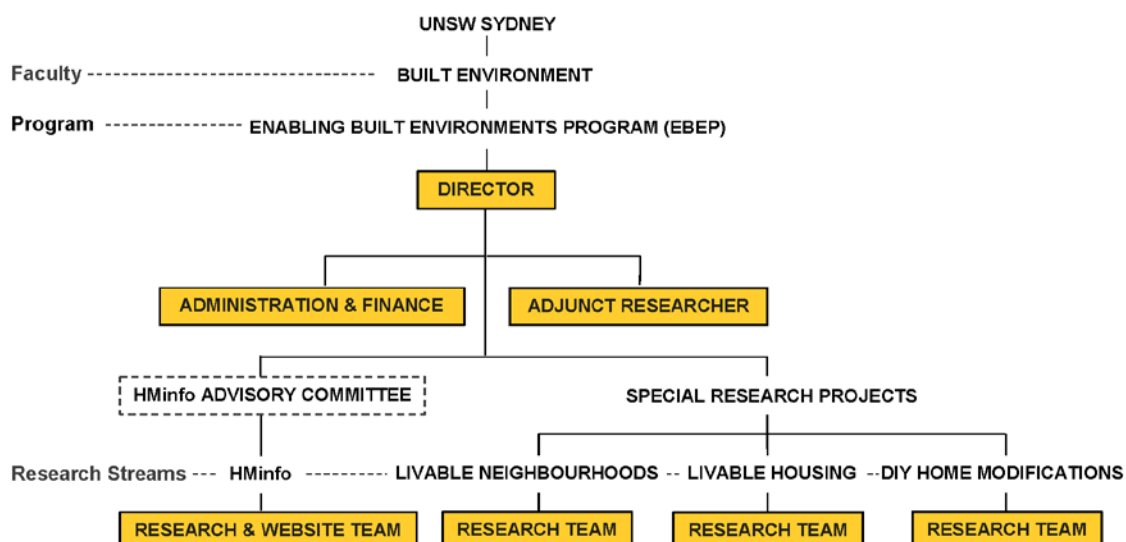 UNSW SYDNEY
Faculty
BUILT ENVIRONMENT
Program
ENABLING BUILT ENVIRONMENTS PROGRAM (EBEP)
DIRECTOR
ADMINISTRATION & FINANCE
ADJUNCT RESEARCHER
HMinfo ADVISORY COMMITTEE
SPECIAL RESEARCH PROJECTS
Research Streams
HMinfo
LIVABLE NEIGHBOURHOODS
LIVABLE HOUSING
DIY HOME MODIFICATIONS
RESEARCH & WEBSITE TEAM
RESEARCH TEAM
RESEARCH TEAM
RESEARCH TEAM